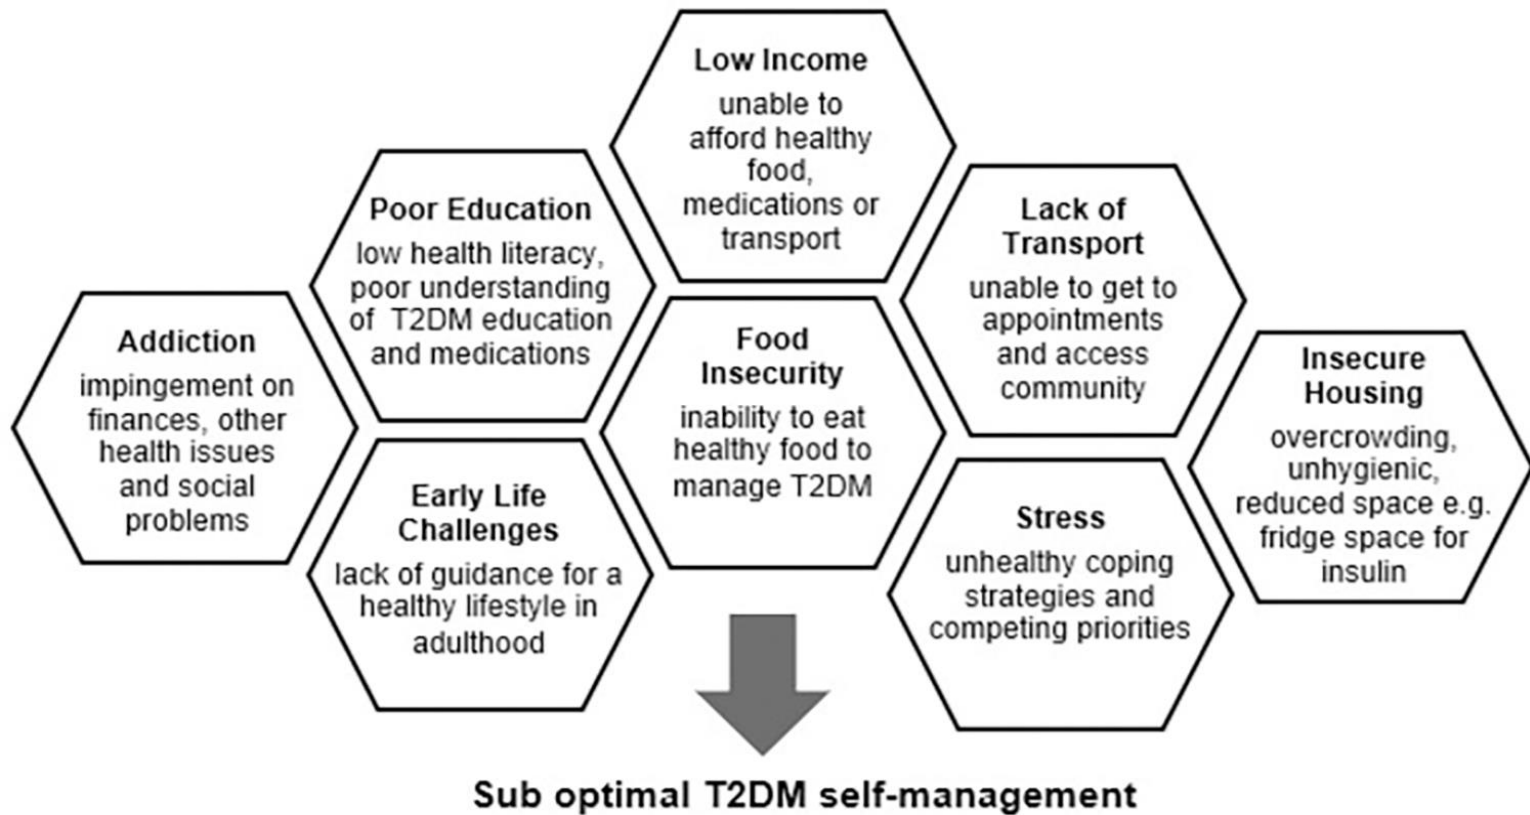 Low Income
unable to
afford healthy
food,
medications or
transport
Poor Education
low health literacy,
poor understanding
of T2DM education
and medications
Lack of
Transport
unable to get to
appointments
and access
community
Addiction
impingement on
finances, other
health issues
and social
problems
Food
Insecurity
inability to eat
healthy food to
manage T2DM
Insecure
Housing
overcrowding,
unhygienic,
reduced space e.g.
fridge space for
insulin
Early Life
Challenges
lack of guidance for a
healthy lifestyle in
adulthood
Stress
unhealthy coping
strategies and
competing priorities
Sub optimal T2DM self-management